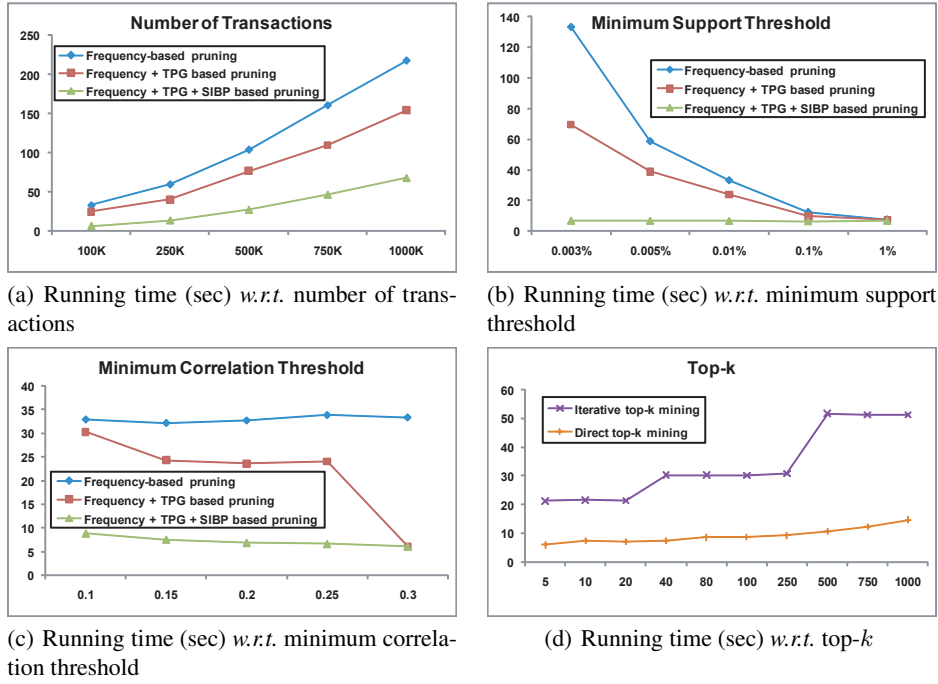 Number of Transactions
250
200
150
100
50
0
Frequency-based pruning
Frequency + TPG based pruning
Frequency + TPG + SIBP based pruning
100K 250K 500K 750K 1000K
(a) Running time (sec) w.r.t. number of trans-
actions
Minimum Support Threshold
140
120
100
80
60
40
20
0
Frequency-based pruning
Frequency + TPG based pruning
Frequency + TPG + SIBP based pruning
0.003% 0.005% 0.01% 0.1% 1%
(b) Running time (sec) w.r.t. minimum support
threshold
Minimum Correlation Threshold
40
35
30
25
20
15
10
5
0
Frequency-based pruning
Frequency + TPG based pruning
Frequency + TPG + SIBP based pruning
0.1 0.15 0.2 0.25 0.3
(c) Running time (sec) w.r.t. minimum correla-
tion threshold
Top-k
60
50
40
30
20
10
0
Iterative top-k mining
Direct top-k mining
5 10 20 40 80 100 250 500 750 1000
(d) Running time (sec) w.r.t. top-k